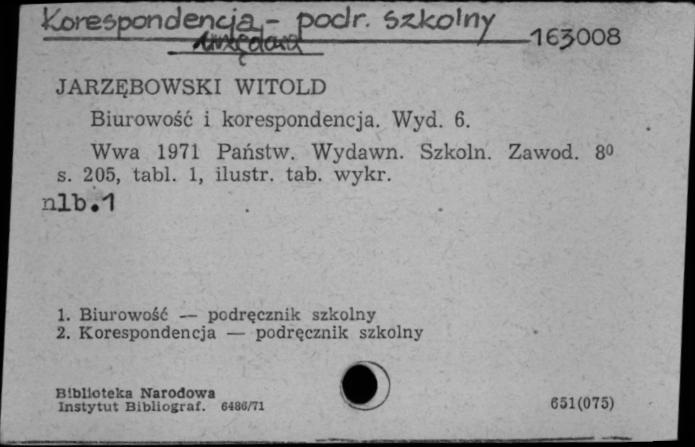 Korespondencja - podr. szkolny
urzędowa
163008
JARZĘBOWSKI WITOLD
Biurowość i korespondencja. Wyd. 6.
Wwa 1971 Państw. Wydawn. Szkoln. Zawod. 8⁰
s. 205, tabl. 1, ilustr. tab. wykr.
nlb.1
1. Biurowość — podręcznik szkolny
2. Korespondencja — podręcznik szkolny
Biblioteka Narodowa
Instytut Bibliograf. 6486/71
651(075)